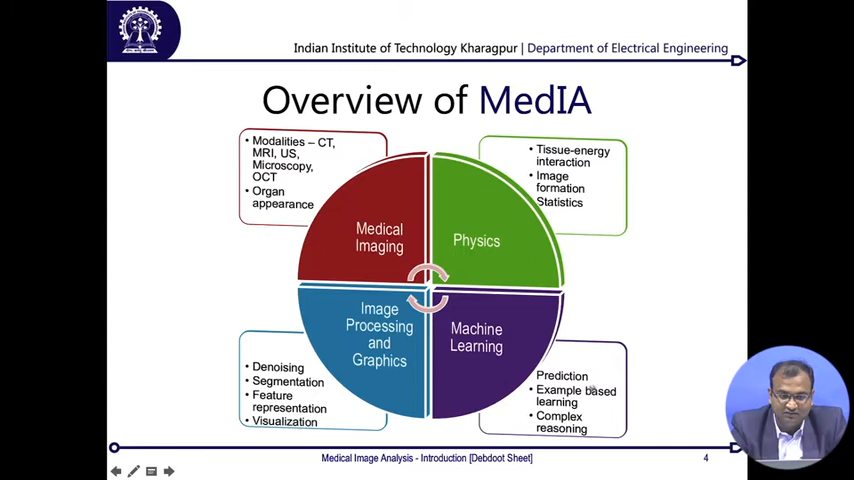 Indian Institute of Technology Kharagpur | Department of Electrical Engineering
Overview of MedIA
• Modalities – CT,
MRI, US,
Microscopy,
OCT
• Organ
appearance
• Tissue-energy
interaction
• Image
formation
Statistics
Medical
Imaging
Physics
Image
Processing
and
Graphics
Machine
Learning
• Denoising
• Segmentation
• Feature
representation
• Visualization
Prediction
• Example based
learning
• Complex
reasoning
Medical Image Analysis - Introduction [Debdoot Sheet]
4